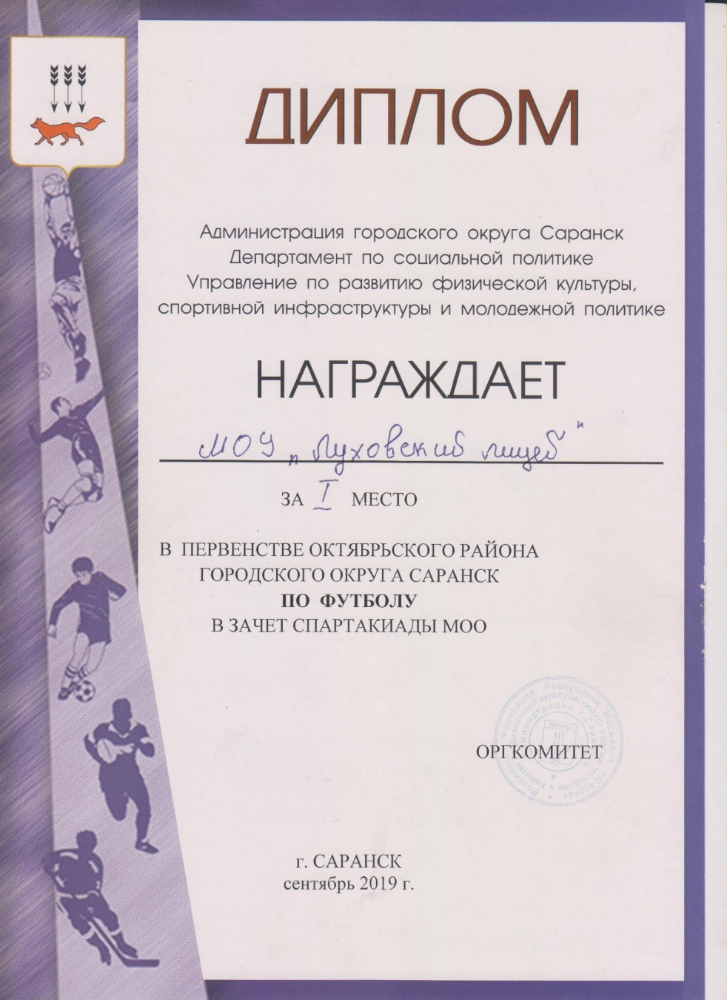 ДИПЛОМ
Администрация городского округа Саранск
Департамент по социальной политике
Управление по развитию физической культуры,
спортивной инфраструктуры и молодежной политике
НАГРАЖДАЕТ
МОУ „Луховский лицей"
ЗА I МЕСТО
В ПЕРВЕНСТВЕ ОКТЯБРЬСКОГО РАЙОНА
ГОРОДСКОГО ОКРУГА САРАНСК
ПО ФУТБОЛУ
В ЗАЧЕТ СПАРТАКИАДЫ МОО
ОРГКОМИТЕТ
г. САРАНСК
сентябрь 2019 г.